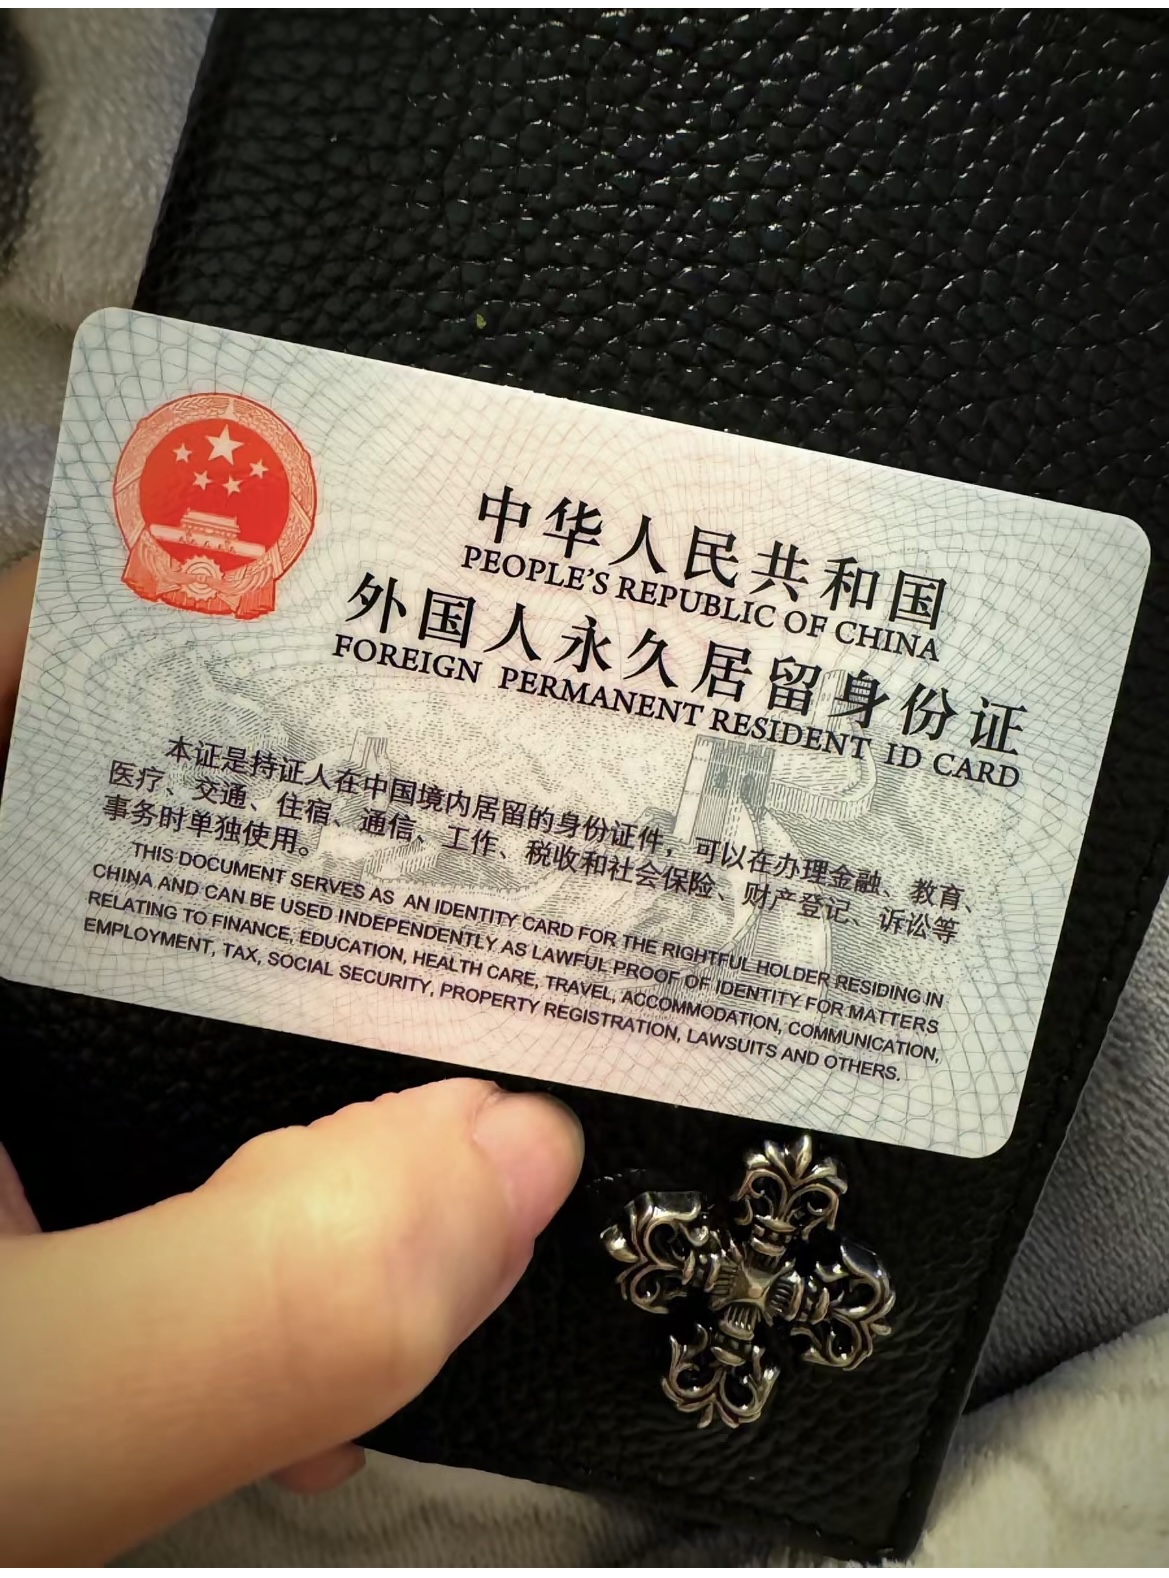 中华人民共和国
PEOPLE'S REPUBLIC OF CHINA
外国人永久居留身份证
FOREIGN PERMANENT RESIDENT ID CARD
本证是持证人在中国境内居留的身份证件，可以在办理金融、教育、
医疗、交通、住宿、通信、工作、税收和社会保险、财产登记、诉讼等
事务时单独使用。
THIS DOCUMENT SERVES AS AN IDENTITY CARD FOR THE RIGHTFUL HOLDER RESIDING IN
CHINA AND CAN BE USED INDEPENDENTLY AS LAWFUL PROOF OF IDENTITY FOR MATTERS
RELATING TO FINANCE, EDUCATION, HEALTH CARE, TRAVEL, ACCOMMODATION, COMMUNICATION,
EMPLOYMENT, TAX, SOCIAL SECURITY, PROPERTY REGISTRATION, LAWSUITS AND OTHERS.